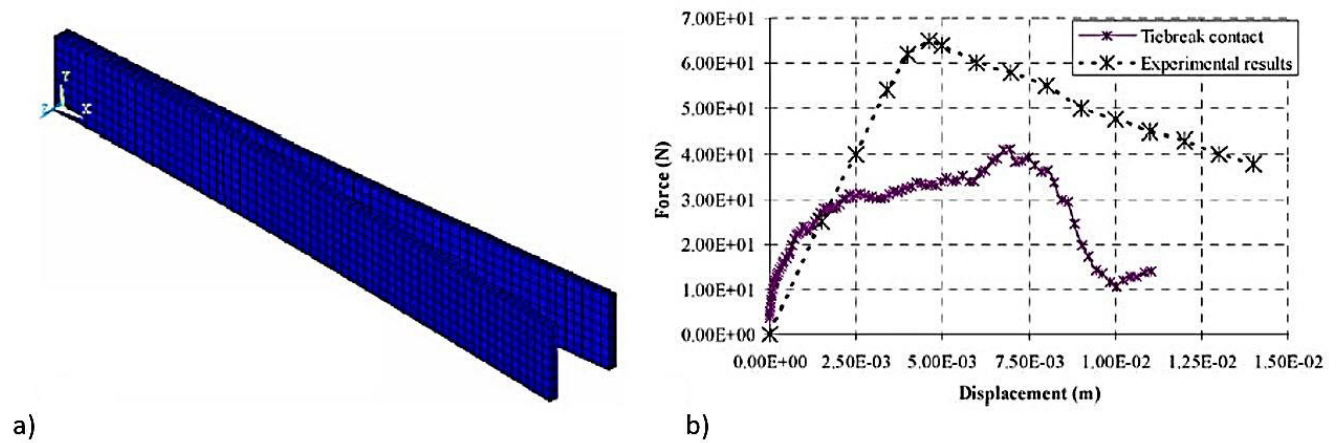 Y
Z
X
7.00E+01
6.00E+01
5.00E+01
4.00E+01
3.00E+01
2.00E+01
1.00E+01
0.00E+00
Force (N)
Tiebreak contact
Experimental results
0.00E+00 2.50E-03 5.00E-03 7.50E-03 1.00E-02 1.25E-02 1.50E-02
Displacement (m)
a)
b)